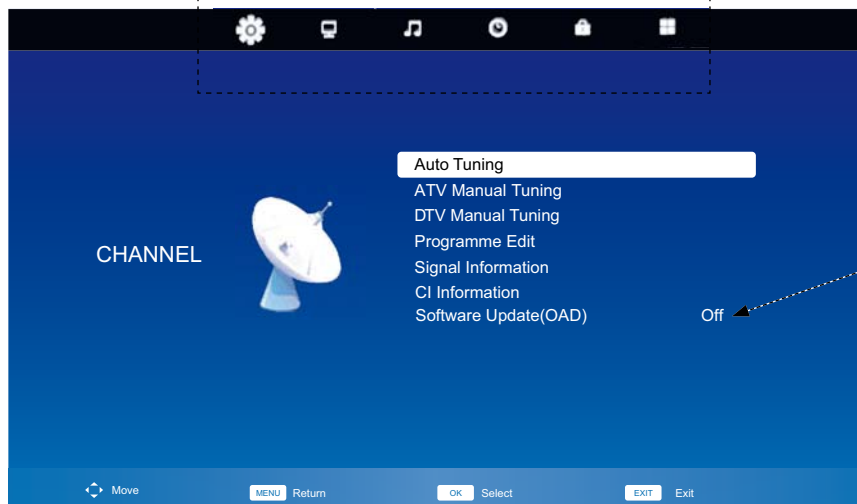 CHANNEL
Auto Tuning
ATV Manual Tuning
DTV Manual Tuning
Programme Edit
Signal Information
CI Information
Software Update(OAD) Off
Move MENU Return OK Select EXIT Exit